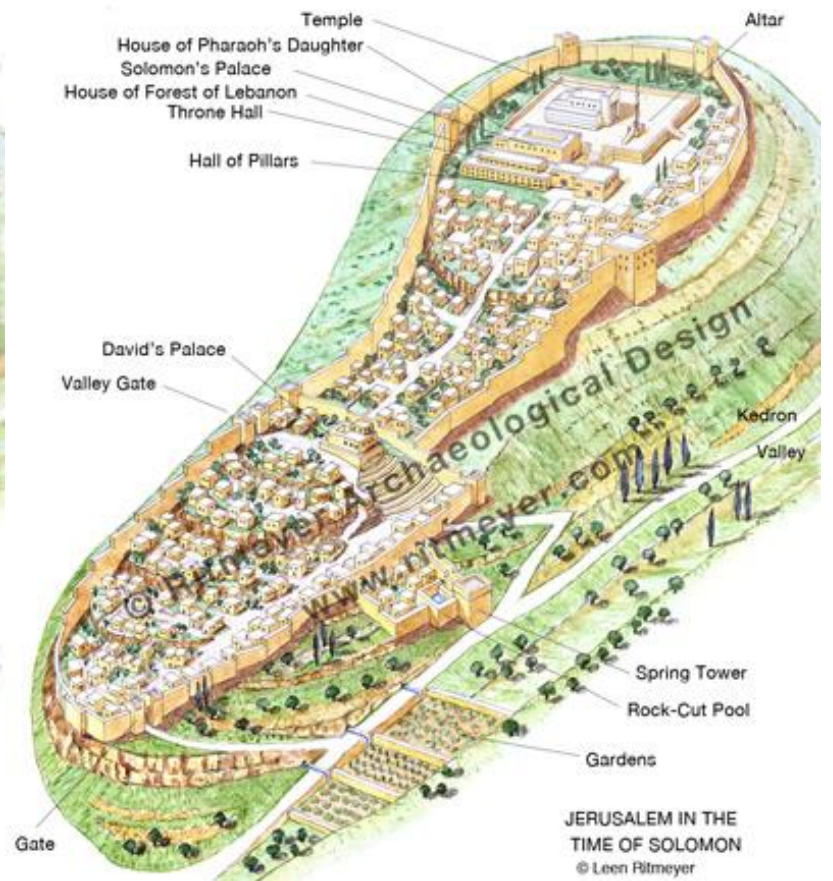 Temple
Altar
House of Pharaoh's Daughter
Solomon's Palace
House of Forest of Lebanon
Throne Hall
Hall of Pillars
David's Palace
Valley Gate
Kedron
Valley
© Ritmeyer Archaeological Design
www.ritmeyer.com
Spring Tower
Rock-Cut Pool
Gardens
Gate
JERUSALEM IN THE
TIME OF SOLOMON
© Leen Ritmeyer